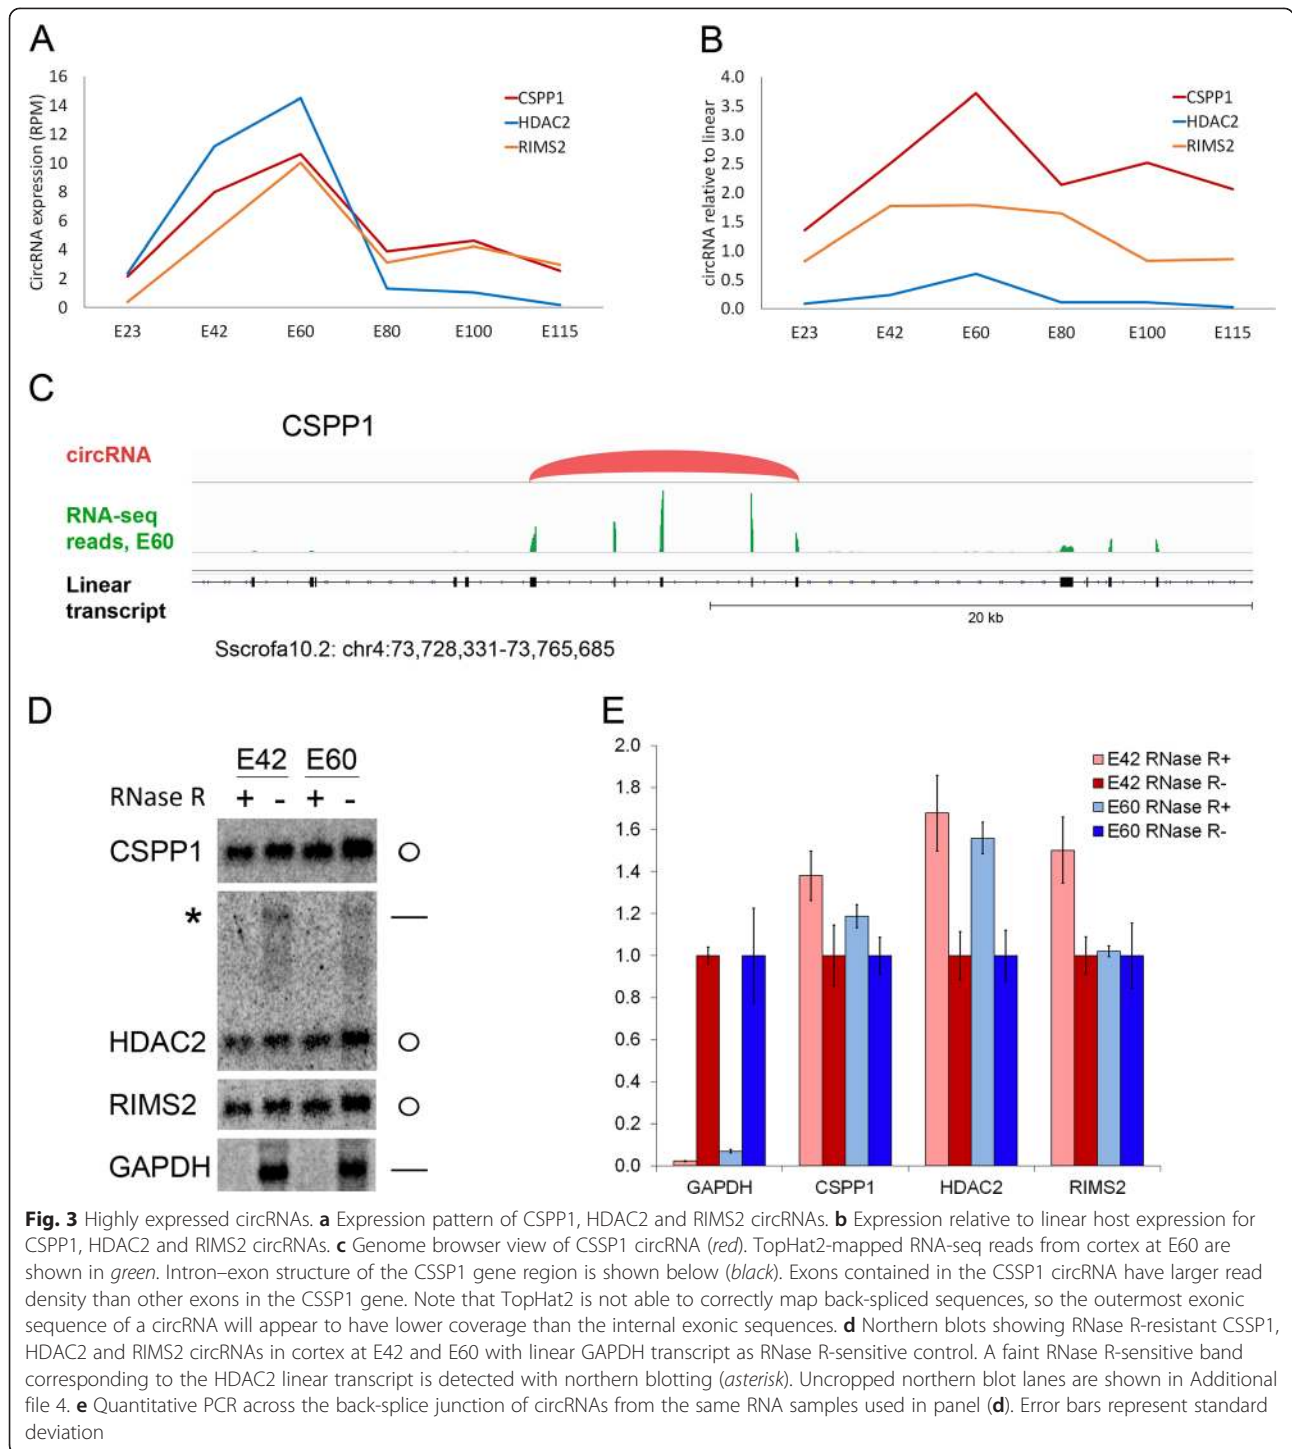 A
CircRNA expression (RPM)
16
14
12
10
8
6
4
2
0
E23 E42 E60 E80 E100 E115
CSPP1
HDAC2
RIMS2
B
circRNA relative to linear
4.0
3.5
3.0
2.5
2.0
1.5
1.0
0.5
0.0
E23 E42 E60 E80 E100 E115
CSPP1
HDAC2
RIMS2
C
CSPP1
circRNA
RNA-seq
reads, E60
Linear
transcript
20 kb
Sscrofa10.2: chr4:73,728,331-73,765,685
D
E42 E60
RNase R + - + -
CSPP1
*
HDAC2
RIMS2
GAPDH
E
2.0
1.8
1.6
1.4
1.2
1.0
0.8
0.6
0.4
0.2
0.0
GAPDH CSPP1 HDAC2 RIMS2
E42 RNase R+
E42 RNase R-
E60 RNase R+
E60 RNase R-
Fig. 3 Highly expressed circRNAs. a Expression pattern of CSPP1, HDAC2 and RIMS2 circRNAs. b Expression relative to linear host expression for
CSPP1, HDAC2 and RIMS2 circRNAs. c Genome browser view of CSSP1 circRNA (red). TopHat2-mapped RNA-seq reads from cortex at E60 are
shown in green. Intron–exon structure of the CSSP1 gene region is shown below (black). Exons contained in the CSSP1 circRNA have larger read
density than other exons in the CSSP1 gene. Note that TopHat2 is not able to correctly map back-spliced sequences, so the outermost exonic
sequence of a circRNA will appear to have lower coverage than the internal exonic sequences. d Northern blots showing RNase R-resistant CSSP1,
HDAC2 and RIMS2 circRNAs in cortex at E42 and E60 with linear GAPDH transcript as RNase R-sensitive control. A faint RNase R-sensitive band
corresponding to the HDAC2 linear transcript is detected with northern blotting (asterisk). Uncropped northern blot lanes are shown in Additional
file 4. e Quantitative PCR across the back-splice junction of circRNAs from the same RNA samples used in panel (d). Error bars represent standard
deviation